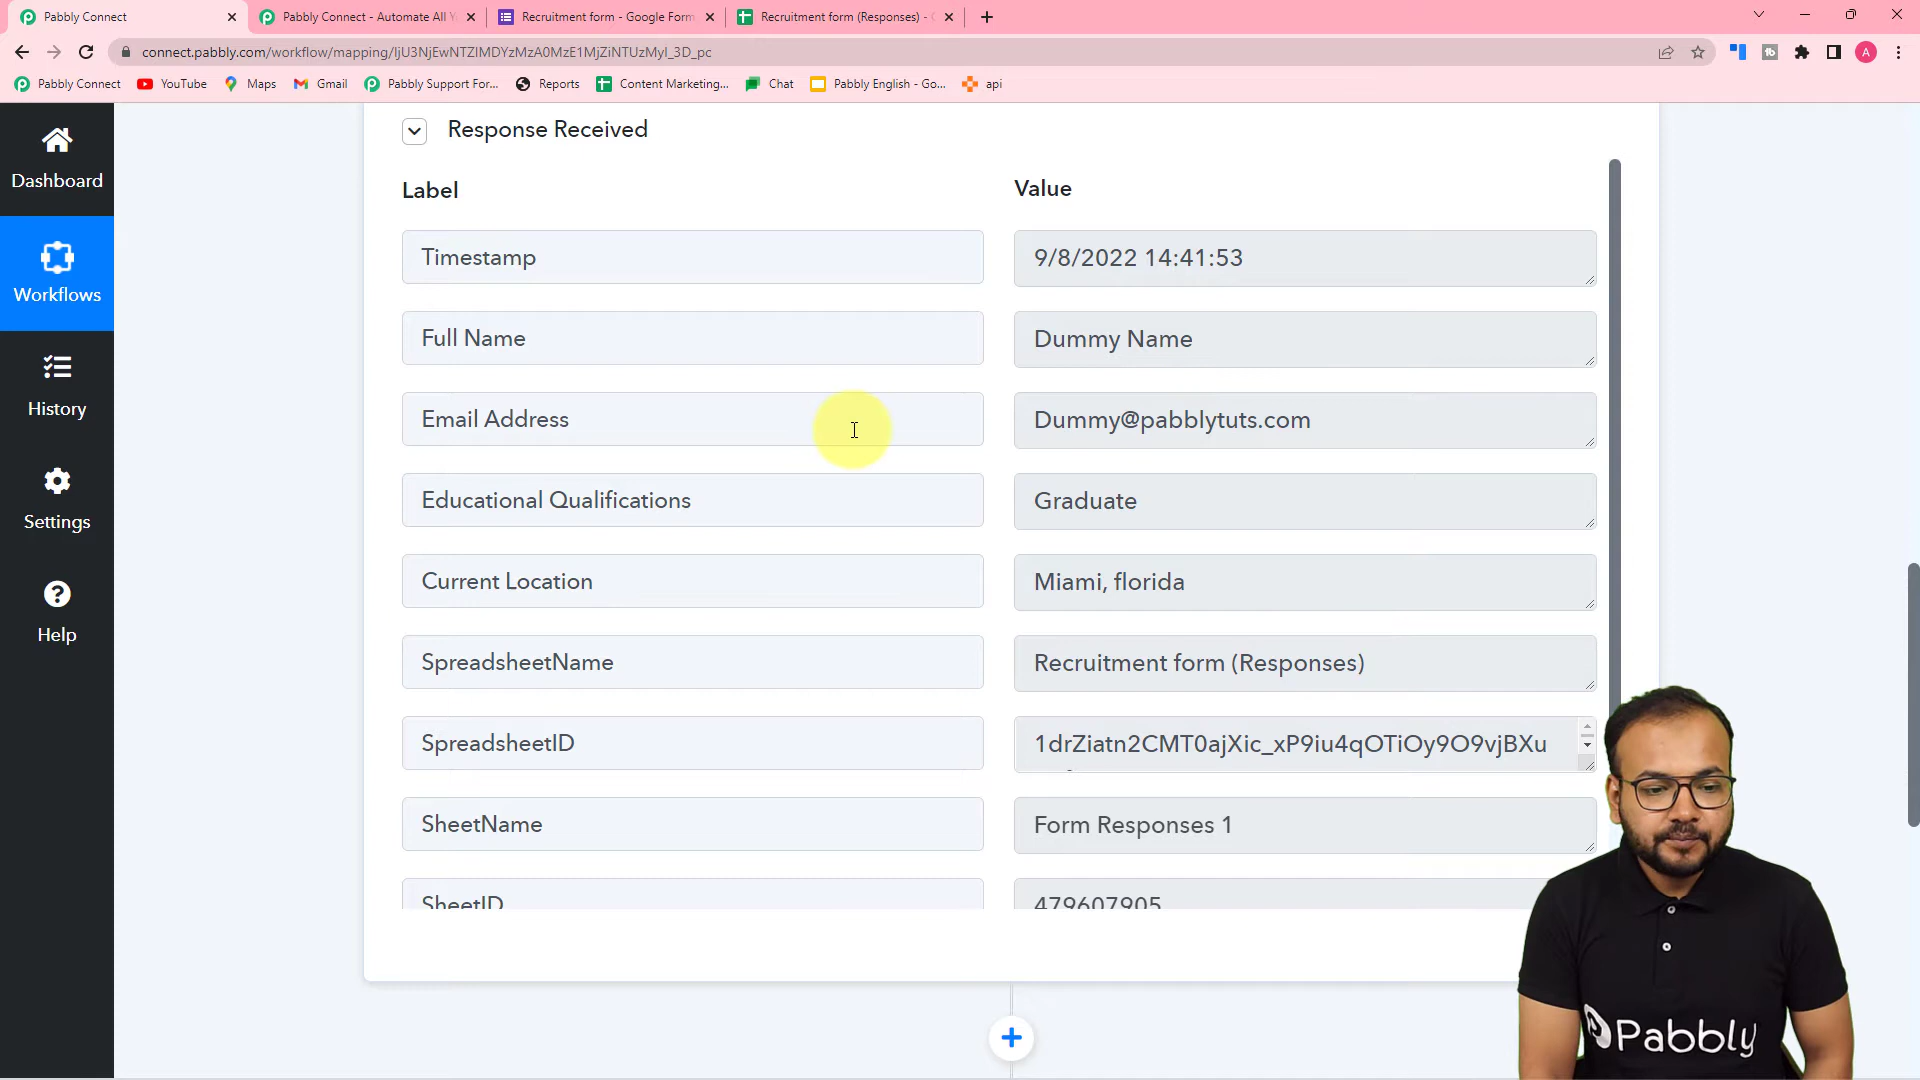 Pabbly Connect
Pabbly Connect - Automate All Y
Recruitment form - Google Form
Recruitment form (Responses) -
connect.pabbly.com/workflow/mapping/IjU3NjEwNTZlMDYzMzA0MzE1MjZiNTUzMyI_3D_pc
A
Pabbly Connect
YouTube
Maps
Gmail
Pabbly Support For...
Reports
Content Marketing...
Chat
Pabbly English - Go...
api
Dashboard
Workflows
History
Settings
Help
Response Received
Label
Value
Timestamp
9/8/2022 14:41:53
Full Name
Dummy Name
Email Address
Dummy@pabblytuts.com
Educational Qualifications
Graduate
Current Location
Miami, florida
SpreadsheetName
Recruitment form (Responses)
SpreadsheetID
1drZiatn2CMT0ajXic_xP9iu4qOTiOy9O9vjBXu
SheetName
Form Responses 1
SheetID
479607905
Pabbly